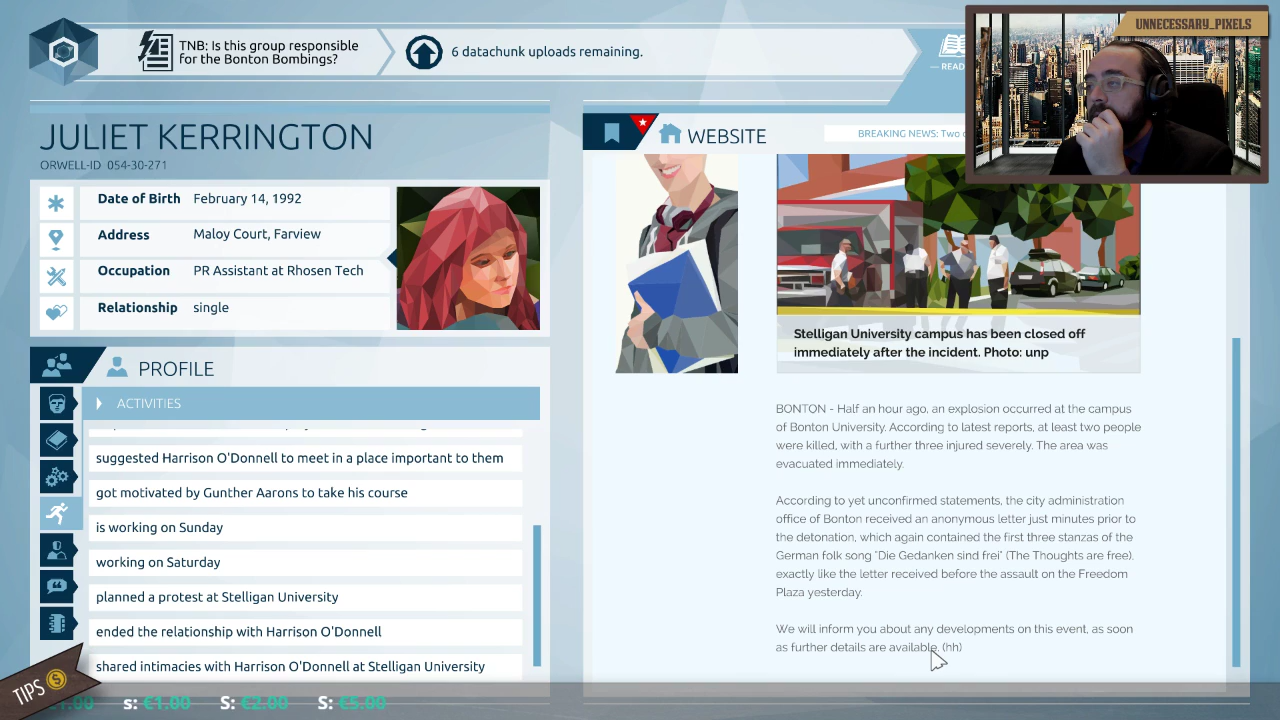 UNNECESSARY_PIXELS
TNB: Is this group responsible
for the Bonton Bombings?
6 datachunk uploads remaining.
— READ
JULIET KERRINGTON
ORWELL-ID 054-30-271
Date of Birth February 14, 1992
Address Maloy Court, Farview
Occupation PR Assistant at Rhosen Tech
Relationship single
PROFILE
ACTIVITIES
suggested Harrison O'Donnell to meet in a place important to them
got motivated by Gunther Aarons to take his course
is working on Sunday
working on Saturday
planned a protest at Stelligan University
ended the relationship with Harrison O'Donnell
shared intimacies with Harrison O'Donnell at Stelligan University
WEBSITE
BREAKING NEWS: Two
Stelligan University campus has been closed off
immediately after the incident. Photo: unp
BONTON - Half an hour ago, an explosion occurred at the campus
of Bonton University. According to latest reports, at least two people
were killed, with a further three injured severely. The area was
evacuated immediately.
According to yet unconfirmed statements, the city administration
office of Bonton received an anonymous letter just minutes prior to
the detonation, which again contained the first three stanzas of the
German folk song "Die Gedanken sind frei" (The Thoughts are free),
exactly like the letter received before the assault on the Freedom
Plaza yesterday.
We will inform you about any developments on this event, as soon
as further details are available. (hh)
TIPS $
€1.00 s: €1.00 S: €2.00 S: €5.00